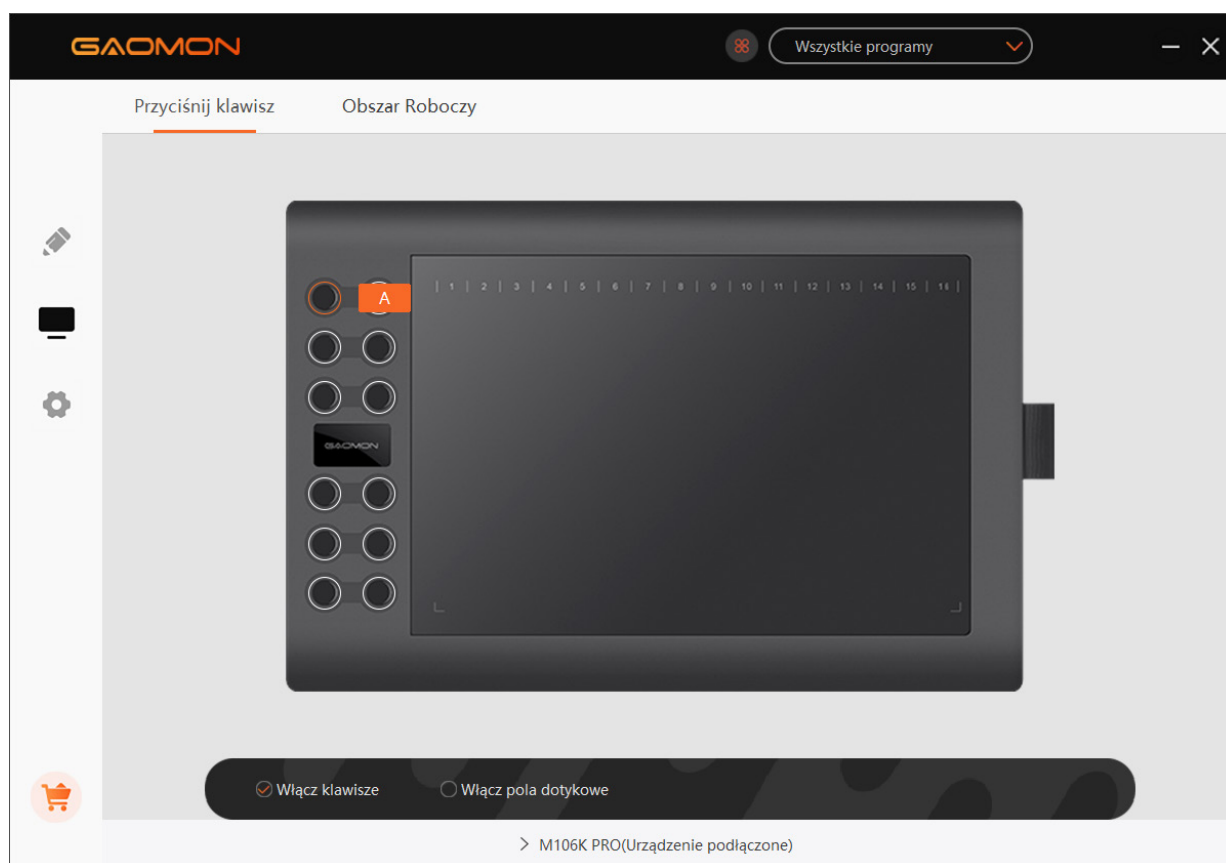 GAOMON
Wszystkie programy
Przyciśnij klawisz
Obszar Roboczy
A
| 1 | 2 | 3 | 4 | 5 | 6 | 7 | 8 | 9 | 10 | 11 | 12 | 13 | 14 | 15 | 16 |
GAOMON
Włącz klawisze
Włącz pola dotykowe
> M106K PRO(Urządzenie podłączone)